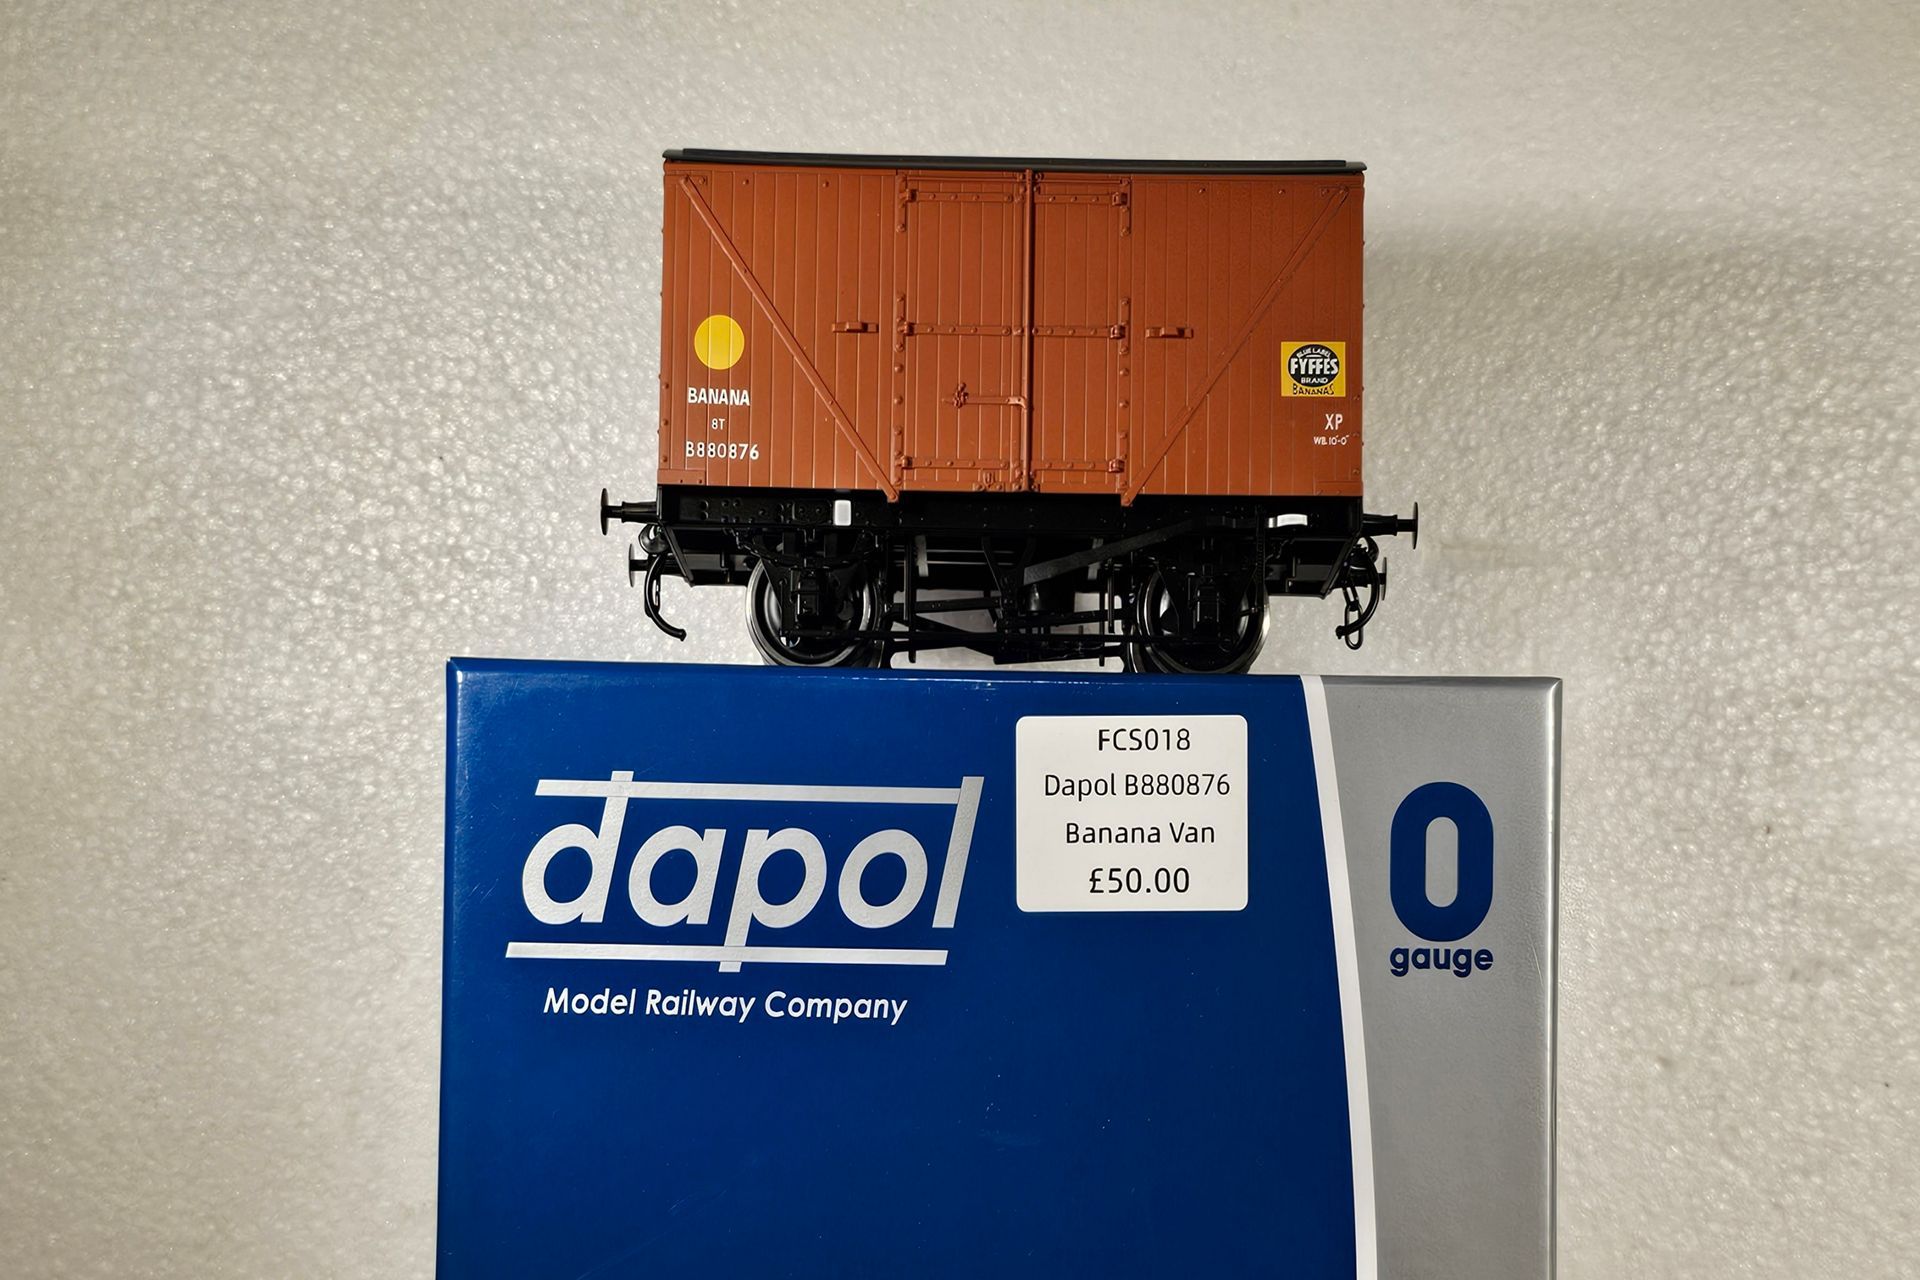 BANANA
8T
B880876
BLUE LABEL
FYFFES
BRAND
BANANAS
XP
WB. 10'-0"
FCS018
Dapol B880876
Banana Van
£50.00
dapol
Model Railway Company
0
gauge